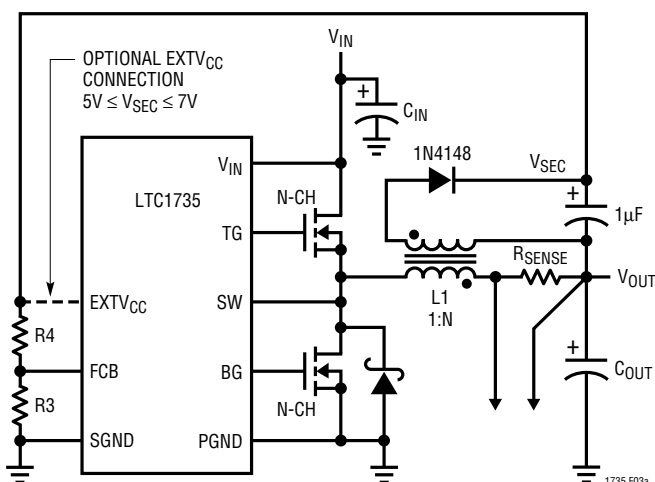 OPTIONAL EXTVCC
CONNECTION
5V ≤ VSEC ≤ 7V
VIN
+
CIN
LTC1735
VIN
TG
EXTVCC
SW
FCB
BG
SGND
PGND
N-CH
N-CH
1N4148
VSEC
+
1µF
RSENSE
L1
1:N
VOUT
+
COUT
R4
R3
1735 F03a